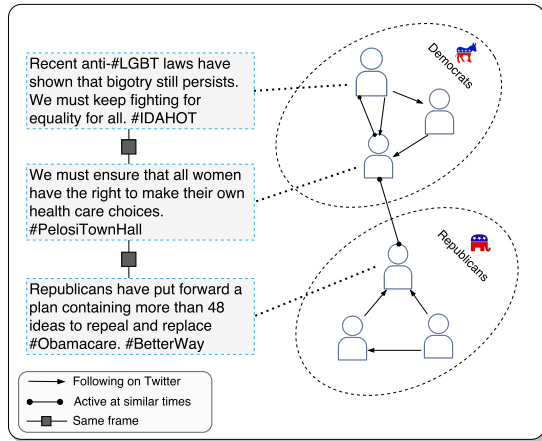 Recent anti-#LGBT laws have
shown that bigotry still persists.
We must keep fighting for
equality for all. #IDAHOT
We must ensure that all women
have the right to make their own
health care choices.
#PelosiTownHall
Republicans have put forward a
plan containing more than 48
ideas to repeal and replace
#Obamacare. #BetterWay
Democrats
Republicans
Following on Twitter
Active at similar times
Same frame